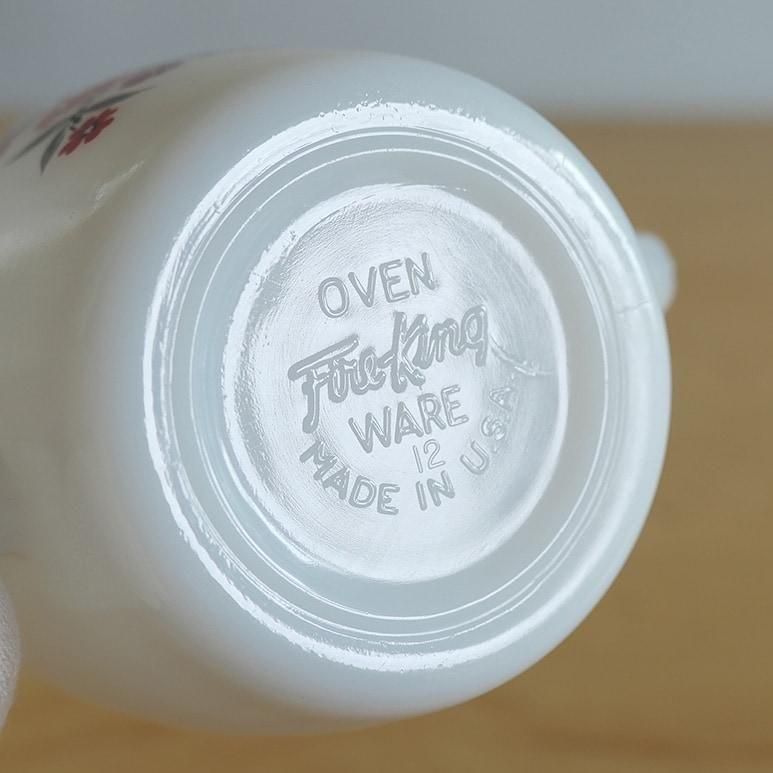 OVEN
Fire-King
WARE
12
MADE IN U.S.A.